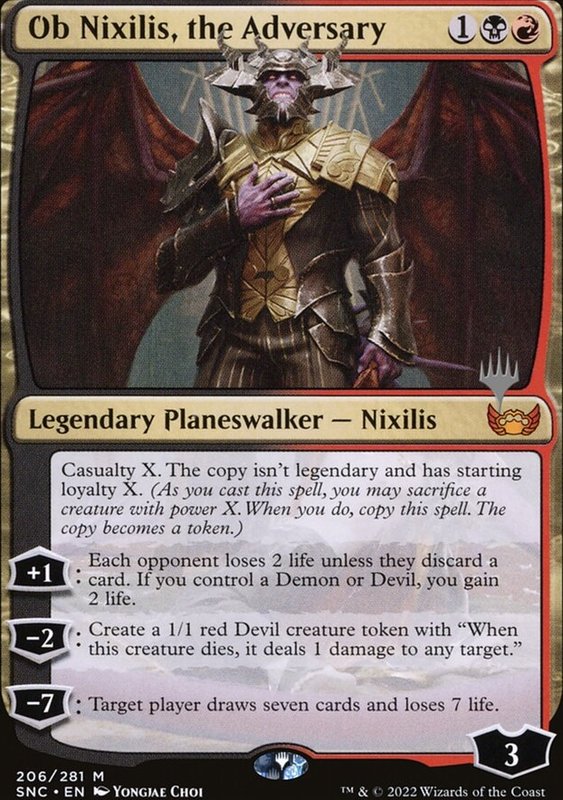 Ob Nixilis, the Adversary 1
Legendary Planeswalker — Nixilis
Casualty X. The copy isn't legendary and has starting
loyalty X. (As you cast this spell, you may sacrifice a
creature with power X. When you do, copy this spell. The
copy becomes a token.)
+1 : Each opponent loses 2 life unless they discard a
card. If you control a Demon or Devil, you gain
2 life.
−2 : Create a 1/1 red Devil creature token with “When
this creature dies, it deals 1 damage to any target.”
−7 : Target player draws seven cards and loses 7 life.
3
206/281 M
SNC • EN Yongjae Choi
™ & © 2022 Wizards of the Coast